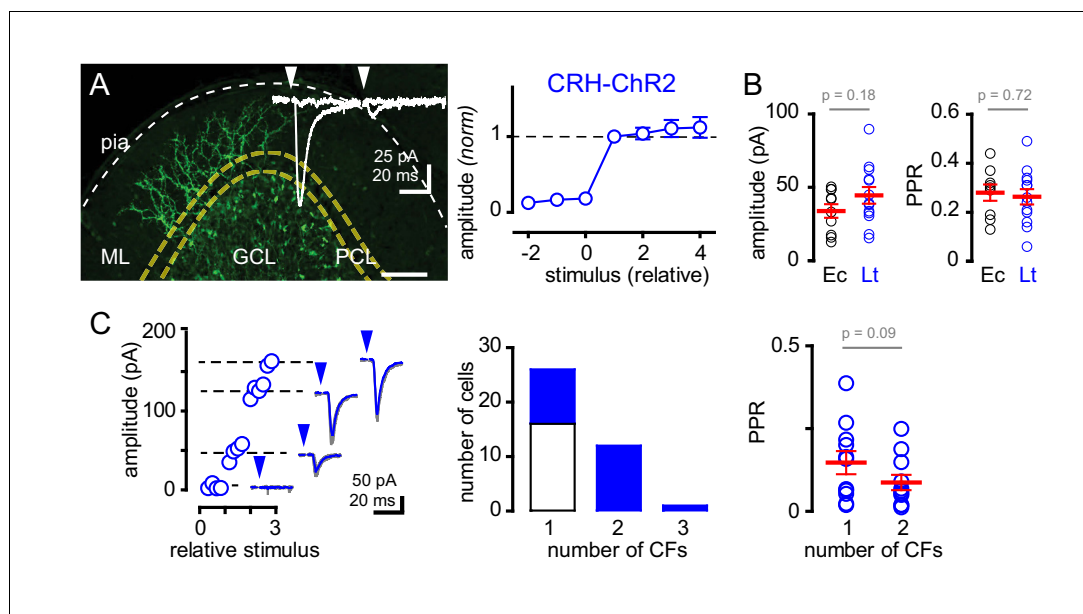 A
pia
25 pA
20 ms
ML
GCL
PCL
CRH-ChR2
amplitude (norm)
1
0
-2
0
2
4
stimulus (relative)
B
p = 0.18
amplitude (pA)
100
50
0
Ec
Lt
p = 0.72
PPR
0.6
0.4
0.2
0
Ec
Lt
C
amplitude (pA)
200
100
0
0
3
relative stimulus
50 pA
20 ms
number of cells
30
20
10
0
1
2
3
number of CFs
p = 0.09
PPR
0.5
0
1
2
number of CFs